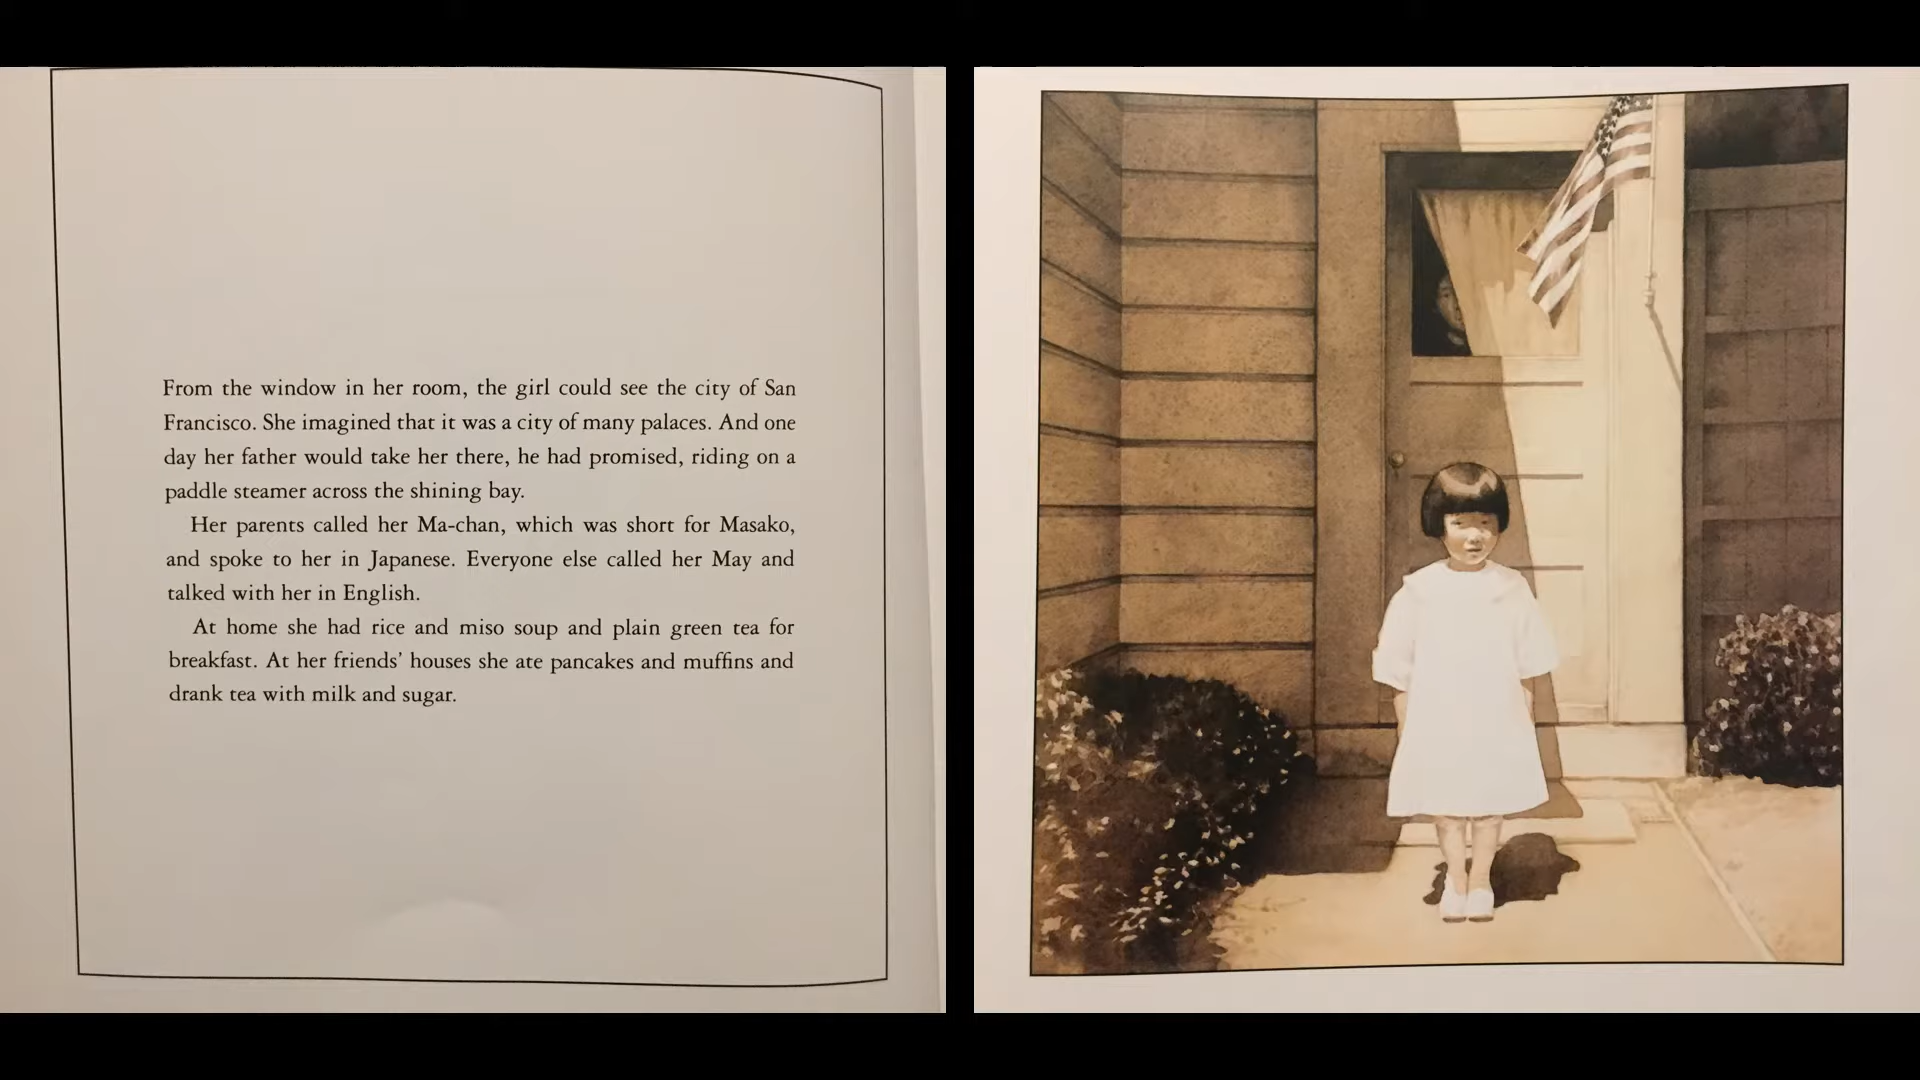 From the window in her room, the girl could see the city of San
Francisco. She imagined that it was a city of many palaces. And one
day her father would take her there, he had promised, riding on a
paddle steamer across the shining bay.
Her parents called her Ma-chan, which was short for Masako,
and spoke to her in Japanese. Everyone else called her May and
talked with her in English.
At home she had rice and miso soup and plain green tea for
breakfast. At her friends’ houses she ate pancakes and muffins and
drank tea with milk and sugar.